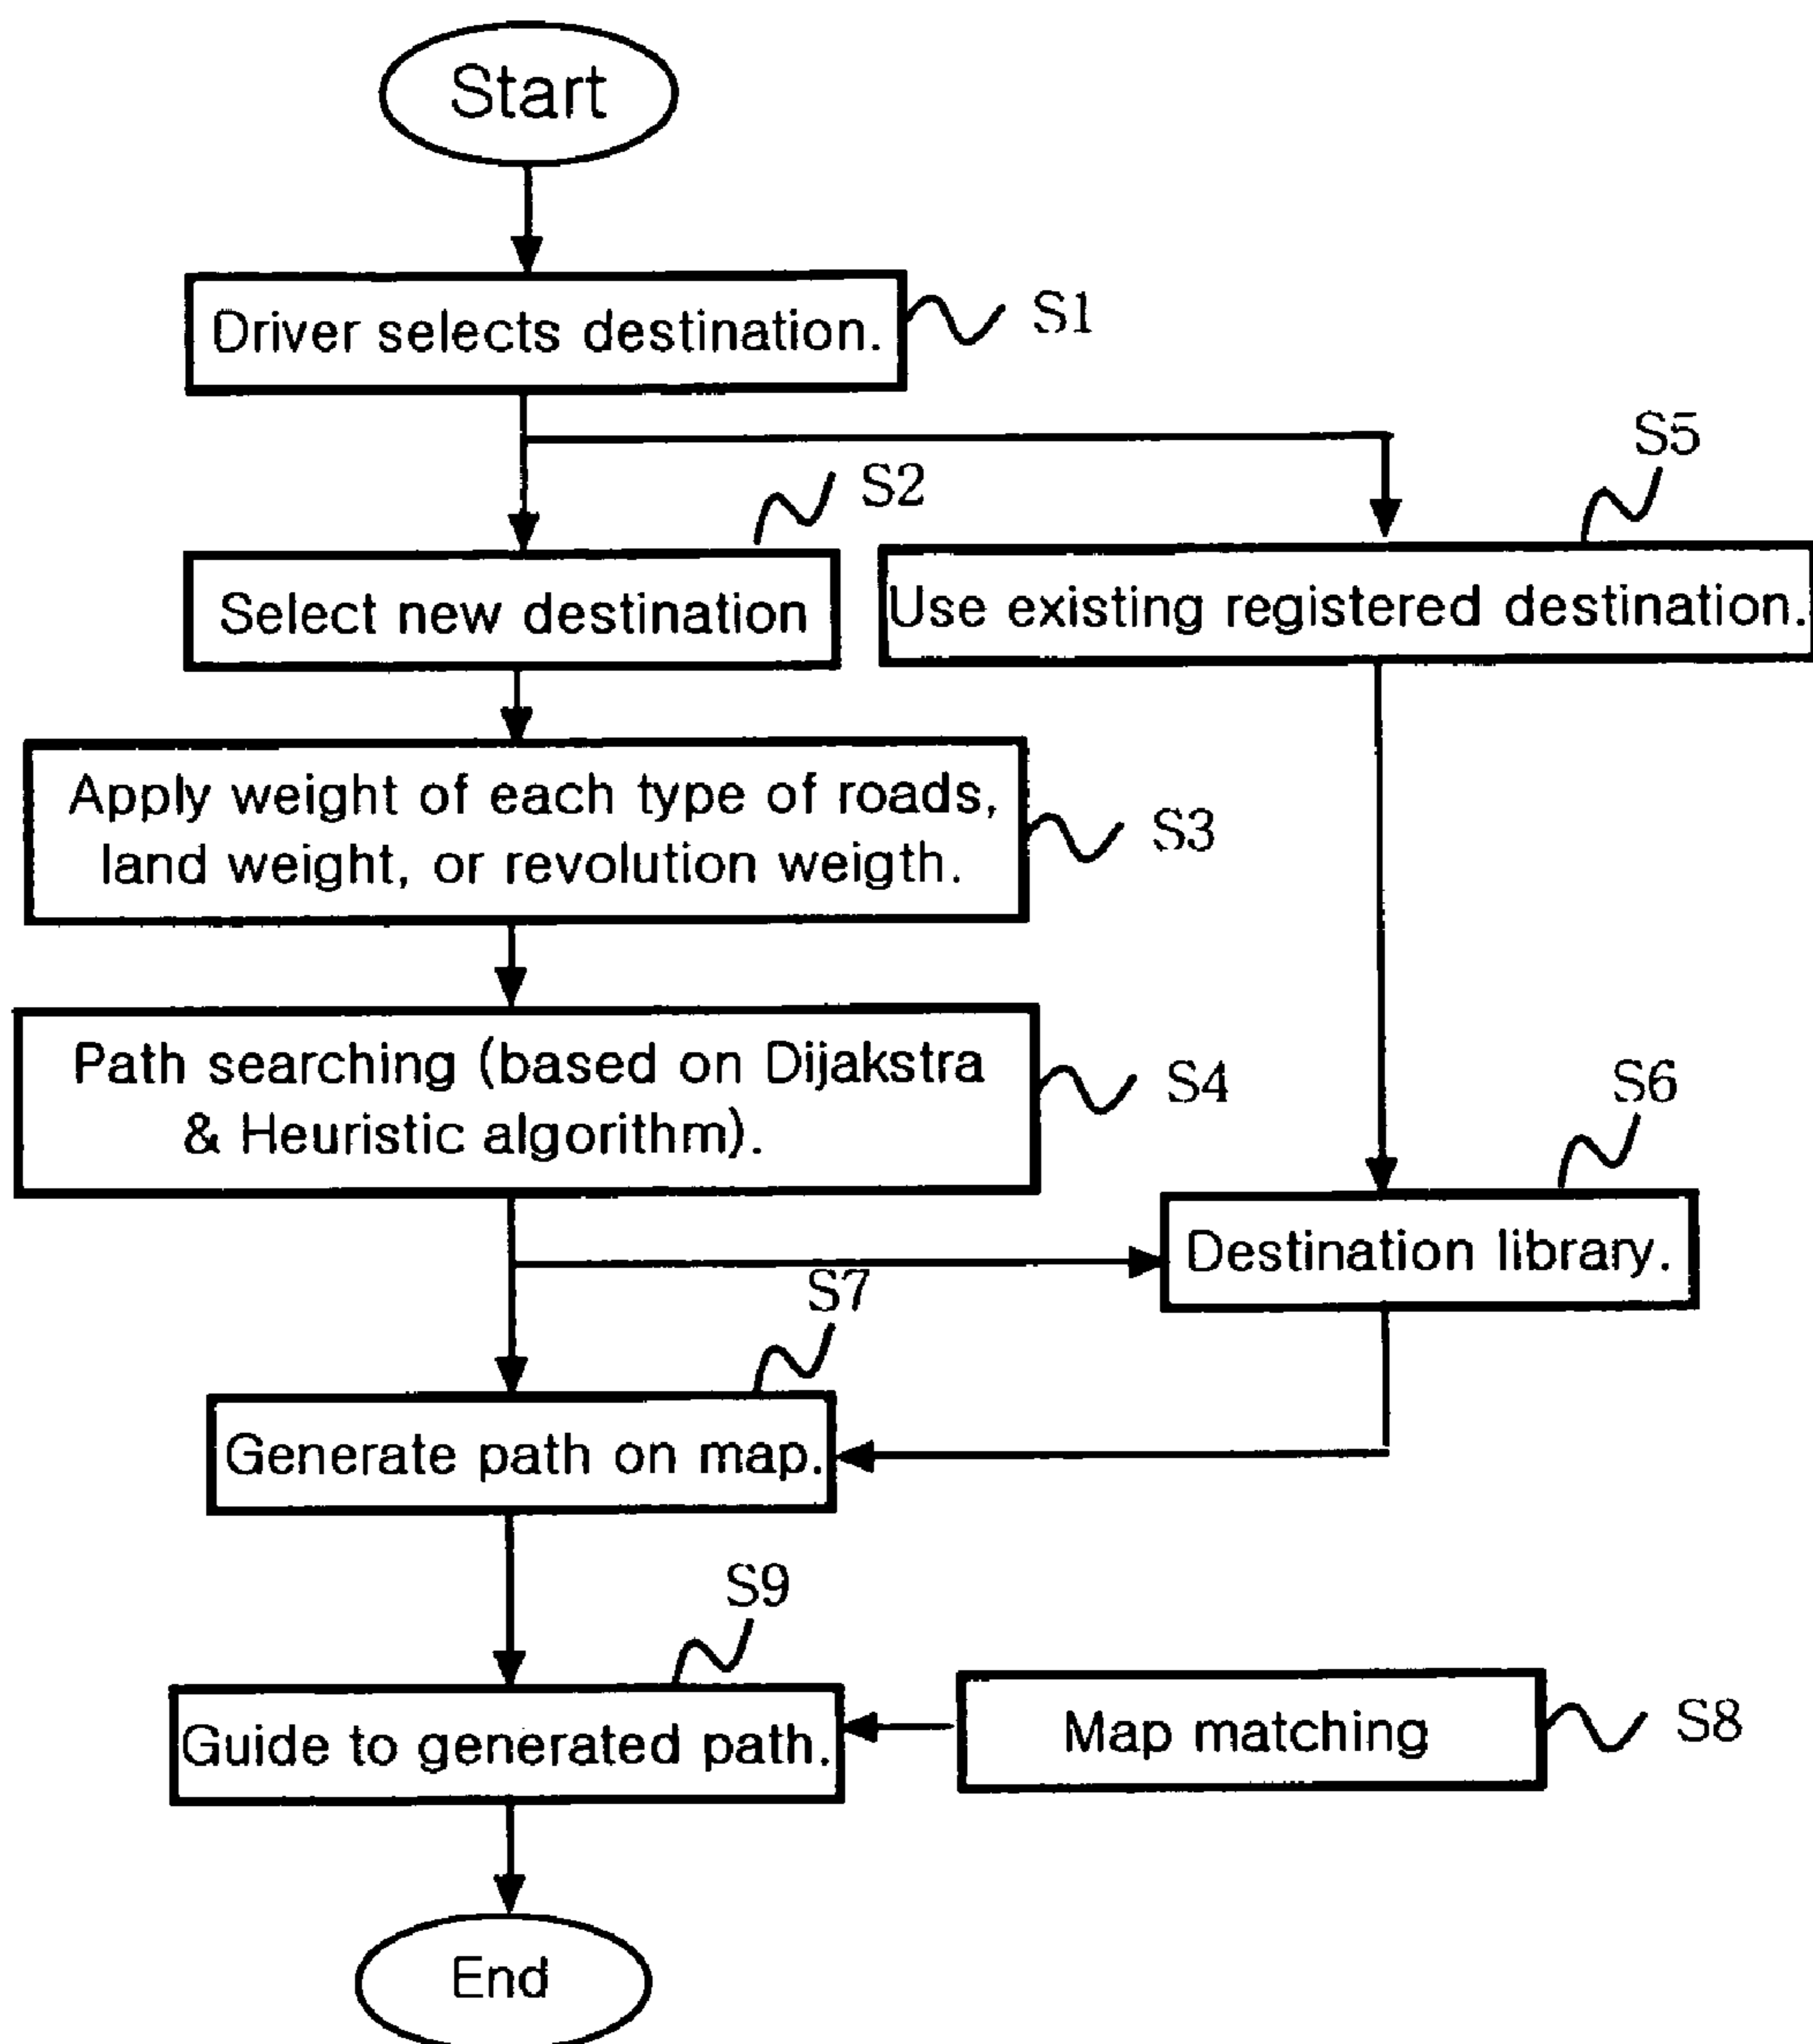 Start
Driver selects destination.
S1
S2
S5
Select new destination
Use existing registered destination.
Apply weight of each type of roads,
land weight, or revolution weigth.
S3
Path searching (based on Dijakstra
& Heuristic algorithm).
S4
S6
Destination library.
S7
Generate path on map.
S9
Guide to generated path.
Map matching
S8
End